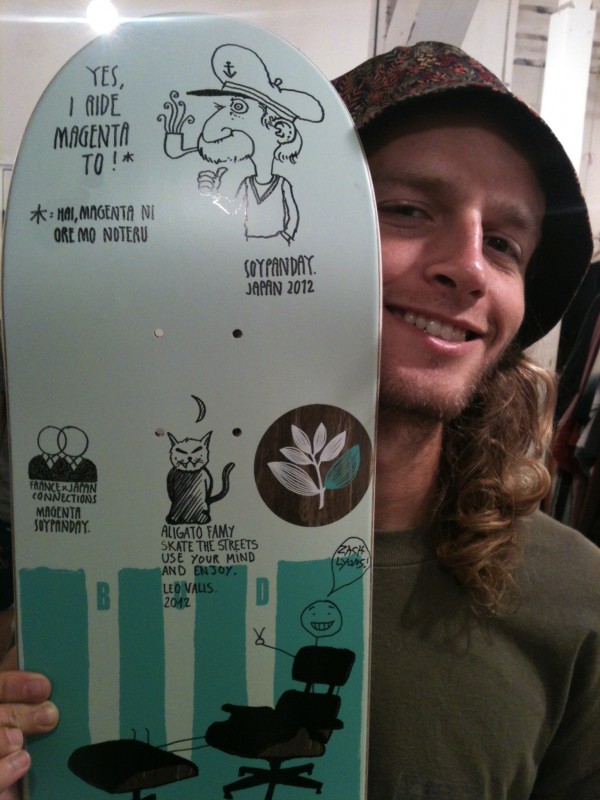 YES,
I RIDE
MAGENTA
TO!*
*=HAI, MAGENTA NI
ORE MO NOTERU
SOYPANDAY.
JAPAN 2012
FRANCE x JAPAN
CONNECTIONS
MAGENTA
SOYPANDAY.
ALIGATO FAMY
SKATE THE STREETS
USE YOUR MIND
AND ENJOY.
LEO VALLS
2012
ZACH
LYONS!
B
D